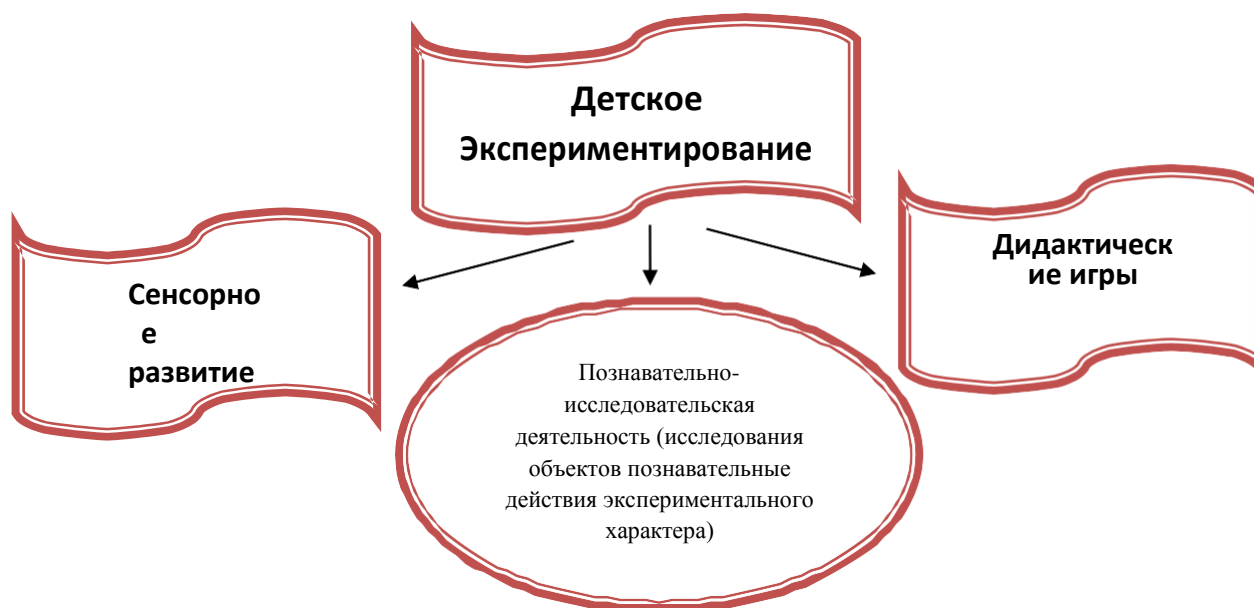 Детское
Экспериментирование
Сенсорно
е
развитие
Познавательно-
исследовательская
деятельность (исследования
объектов познавательные
действия экспериментального
характера)
Дидактическ
ие игры